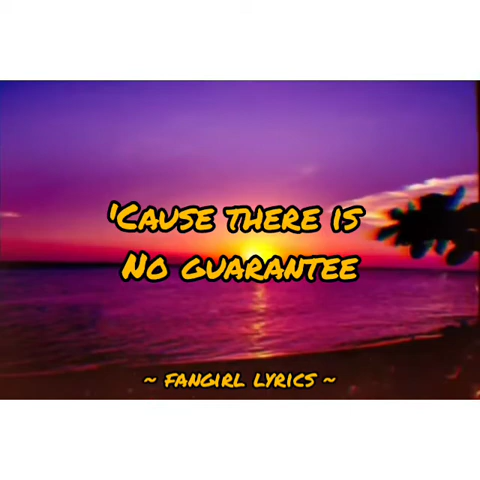 'Cause there is
No guarantee
~ fangirl lyrics ~